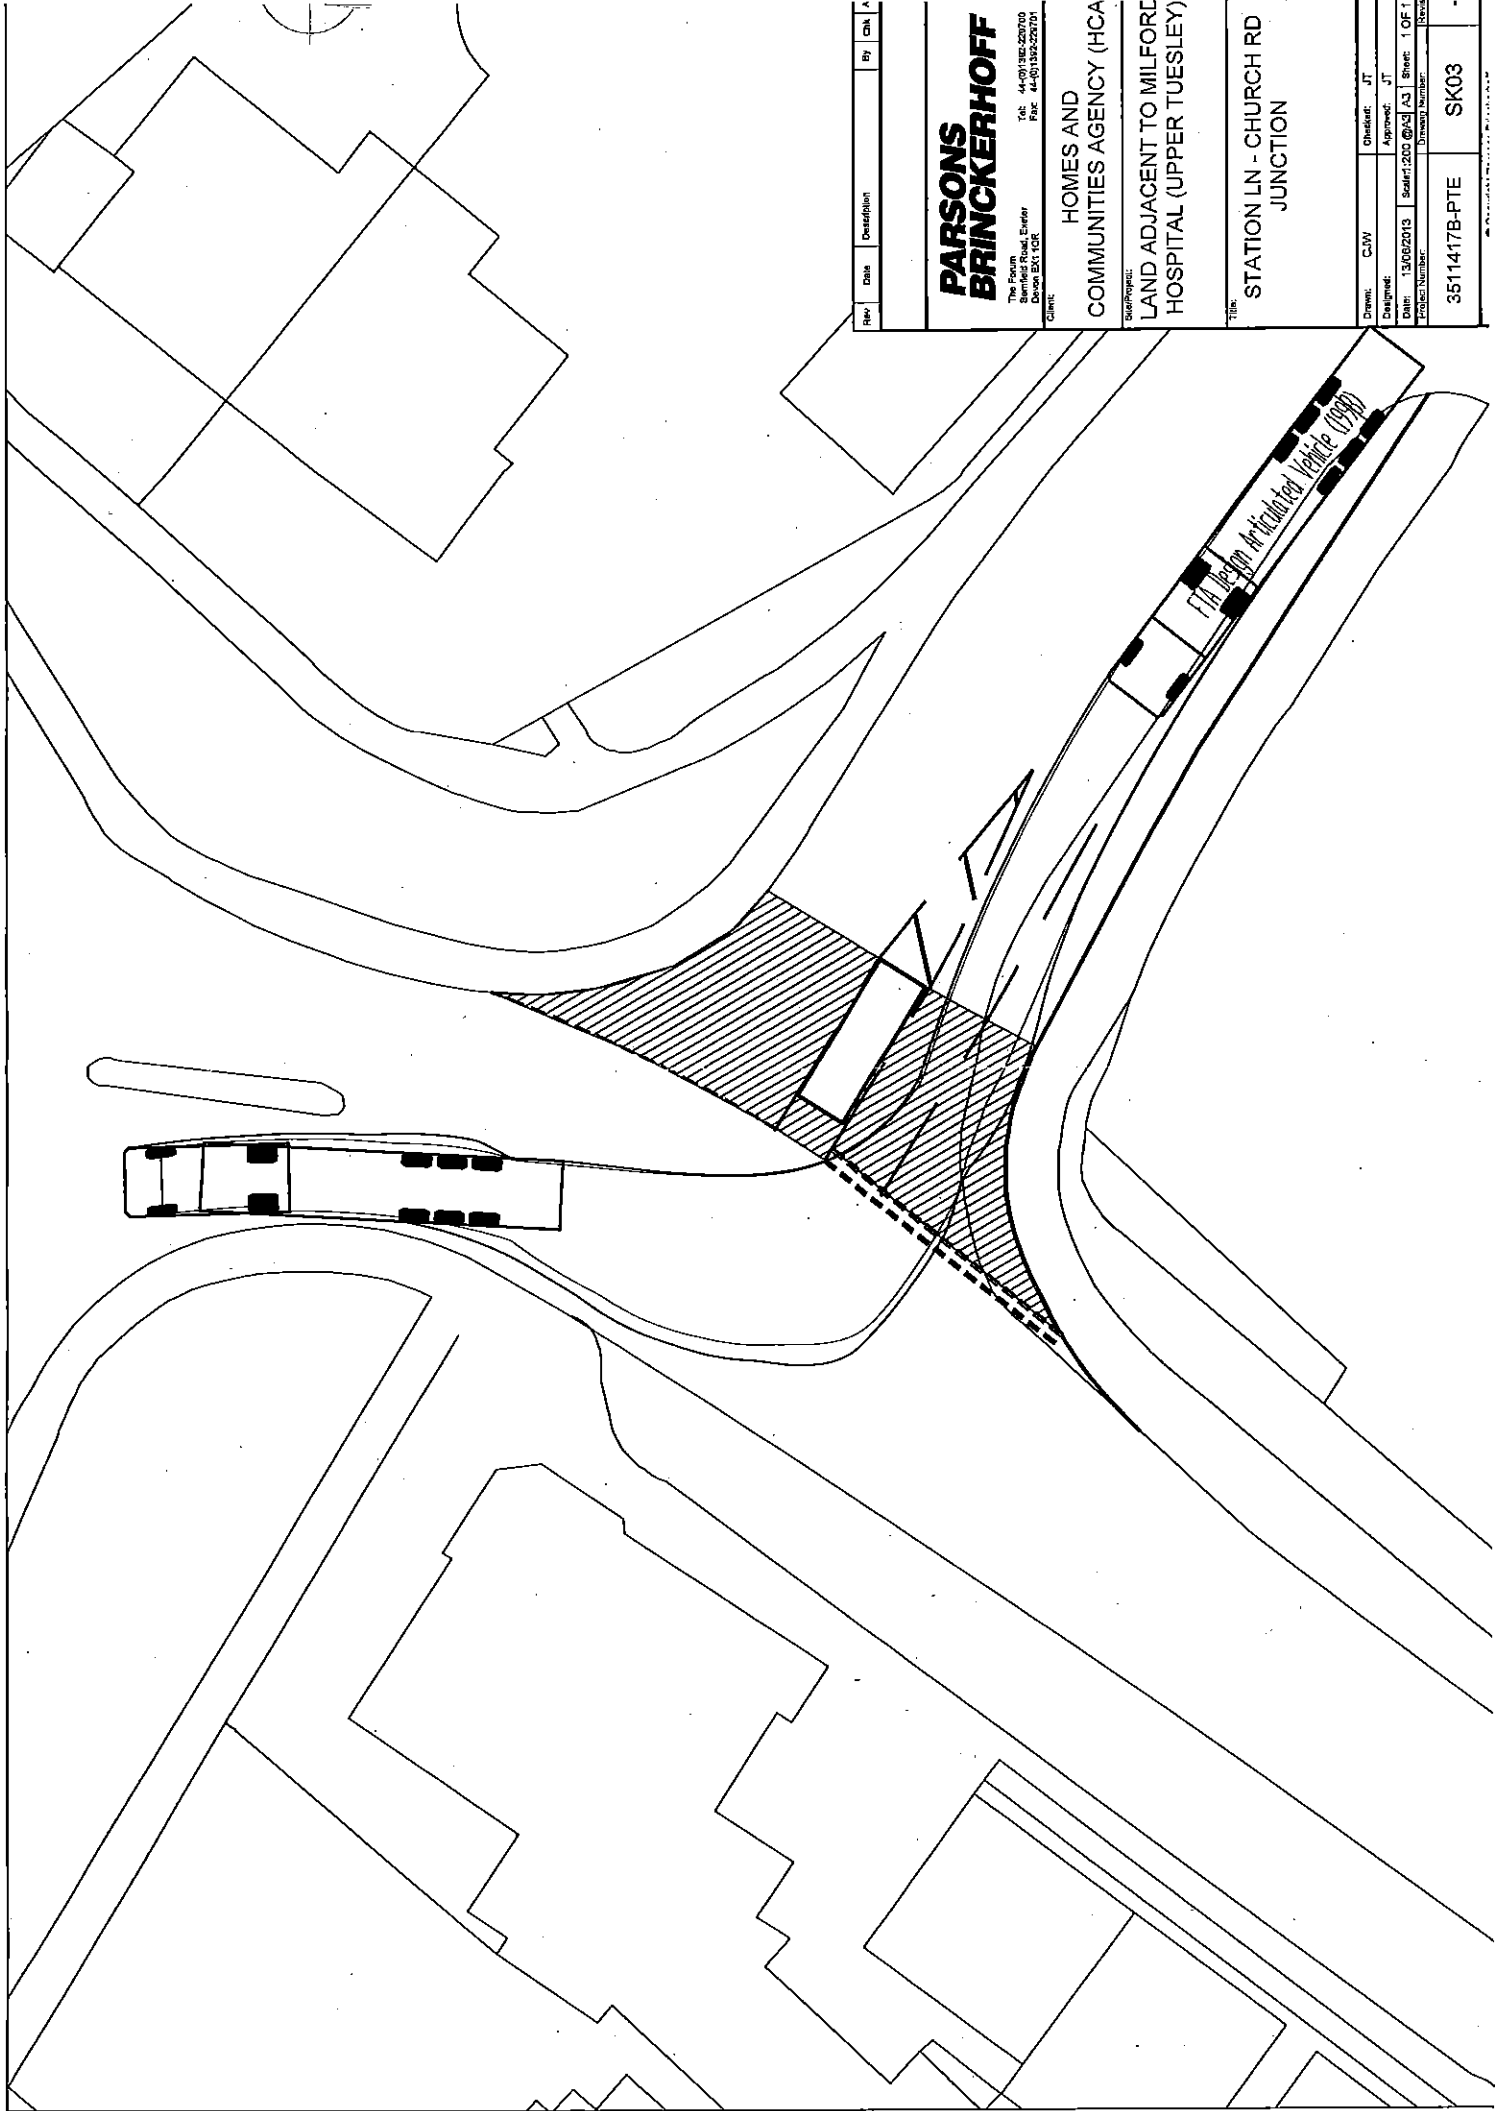 Rev Date Description By Chk A
PARSONS
BRINCKERHOFF
The Forum
Barnfield Road, Exeter
Devon EX1 1QR
Tel: 44-(0)1392-229700
Fax: 44-(0)1392-229701
Client:
HOMES AND
COMMUNITIES AGENCY (HCA
Site/Project:
LAND ADJACENT TO MILFORD
HOSPITAL (UPPER TUESLEY)
Title:
STATION LN - CHURCH RD
JUNCTION
Drawn: CJW Checked: JT
Designed: Approved: JT
Date: 13/06/2013 Scale: 1:200 @A3 A3 Sheet: 1 OF 1
Project Number: Drawing Number: Revis
3511417B-PTE SK03 -
FTA Design Articulated Vehicle (1998)